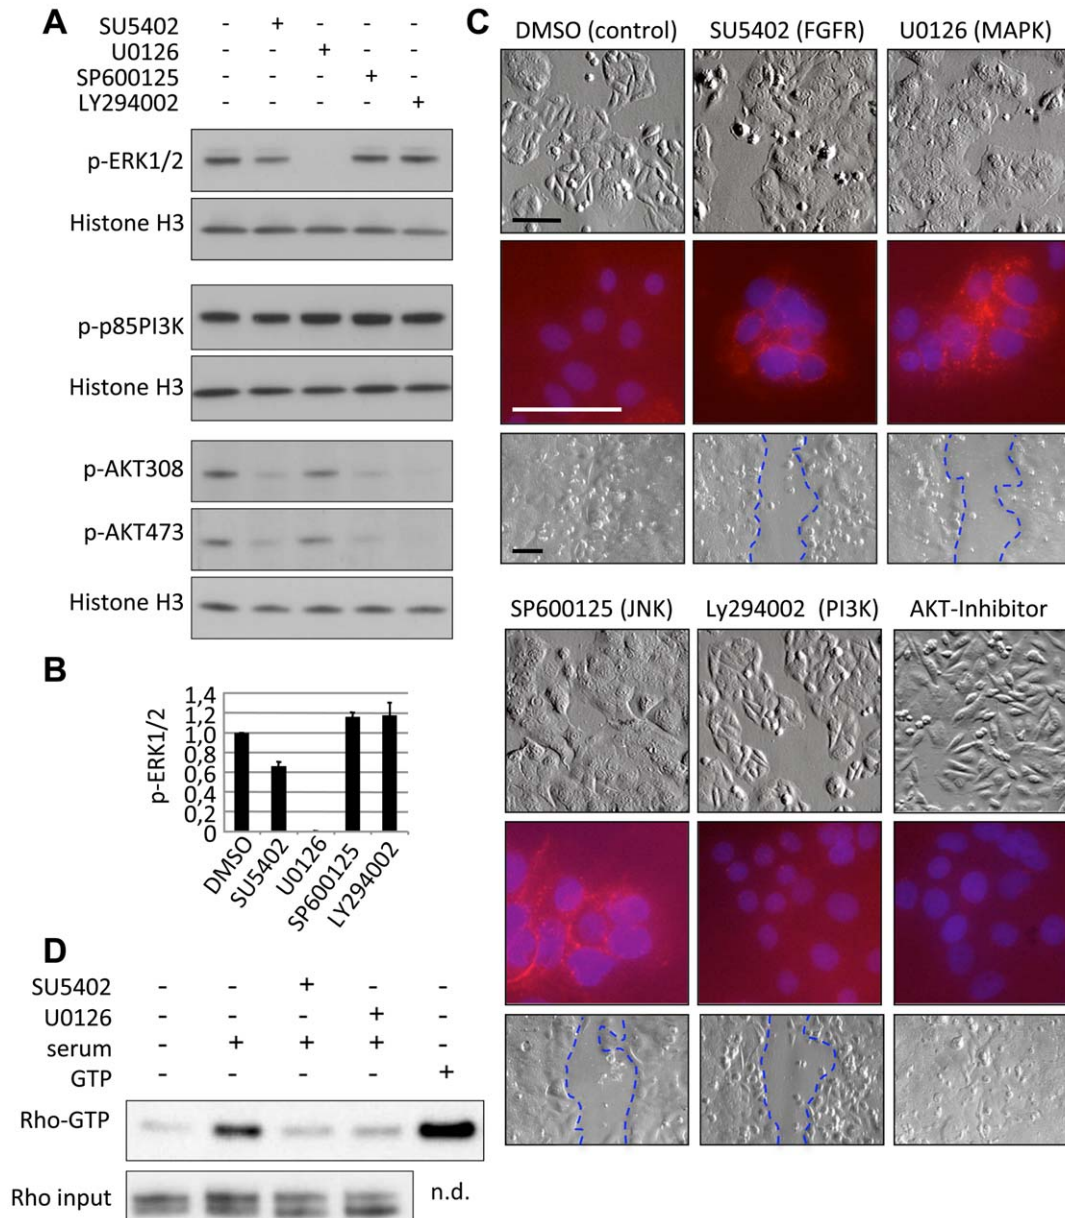 A
SU5402 - + - - -
U0126 - - + - -
SP600125 - - - + -
LY294002 - - - - +
p-ERK1/2
Histone H3
p-p85PI3K
Histone H3
p-AKT308
p-AKT473
Histone H3
B
p-ERK1/2
1,4
1,2
1,0
0,8
0,6
0,4
0,2
0
DMSO
SU5402
U0126
SP600125
LY294002
C
DMSO (control) SU5402 (FGFR) U0126 (MAPK)
SP600125 (JNK) Ly294002 (PI3K) AKT-Inhibitor
D
SU5402 - - + - -
U0126 - - - + -
serum - + + + -
GTP - - - - +
Rho-GTP
Rho input n.d.